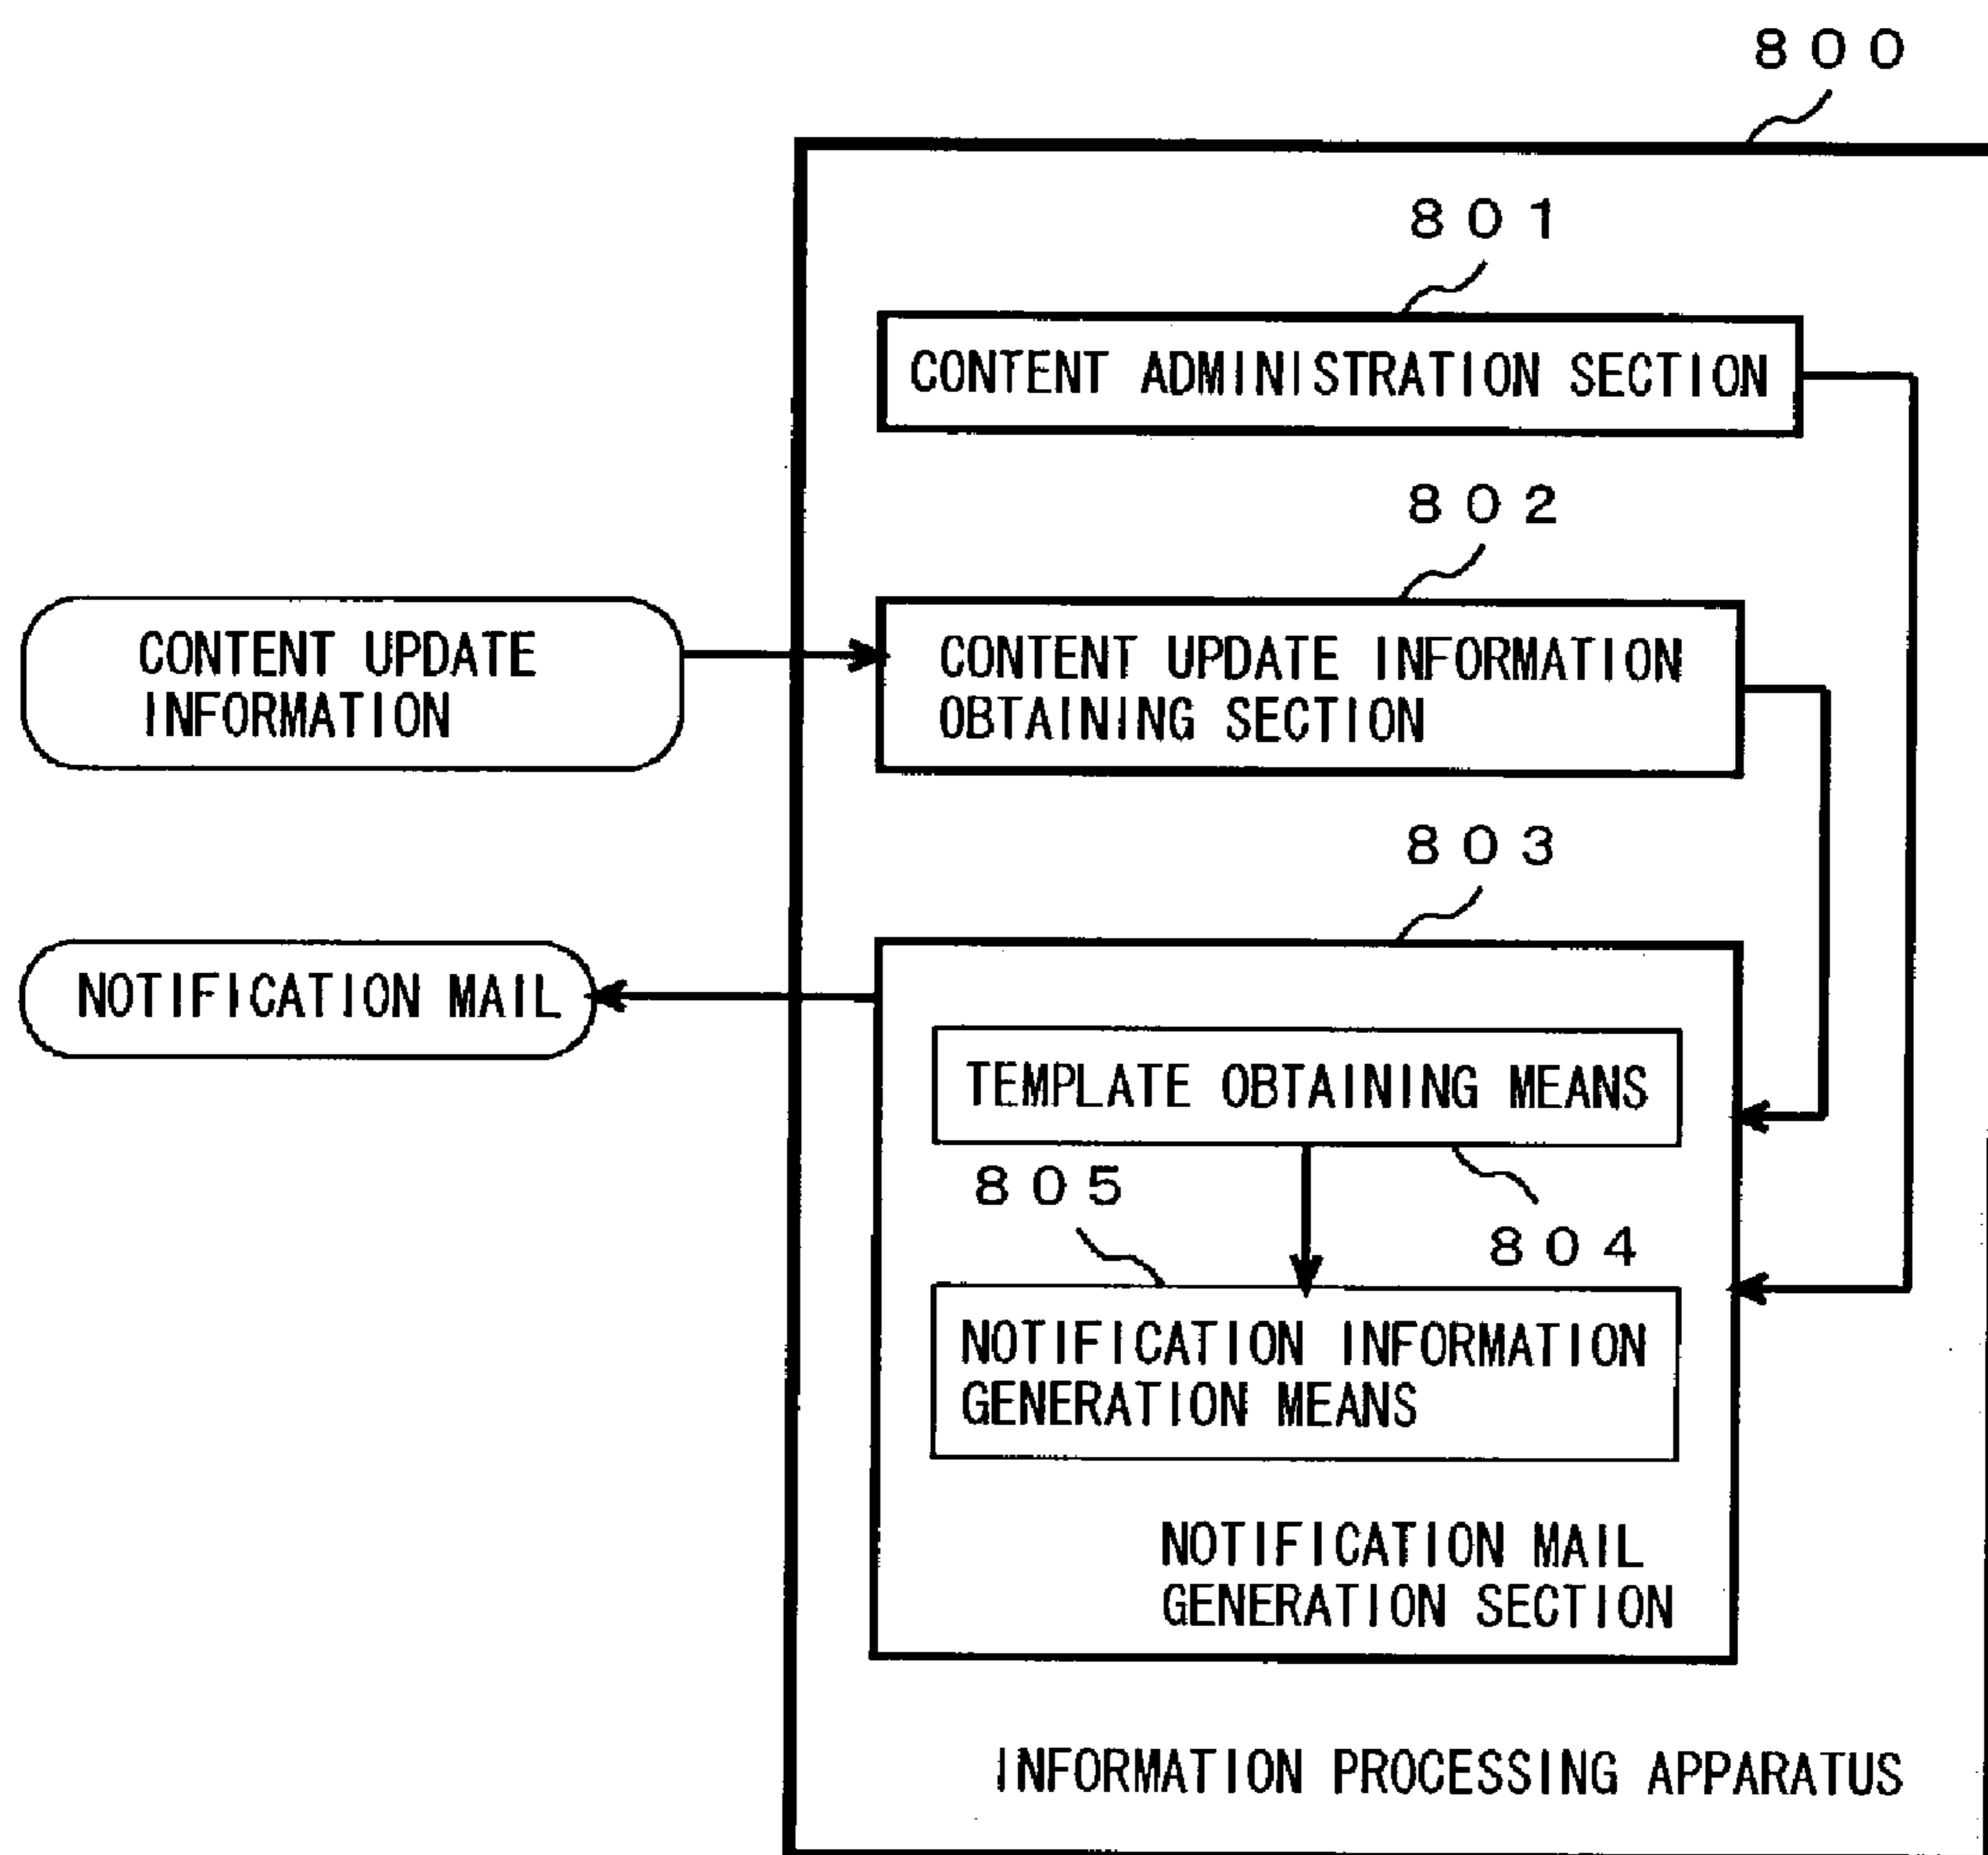 800
801
CONTENT ADMINISTRATION SECTION
802
CONTENT UPDATE
INFORMATION
CONTENT UPDATE INFORMATION
OBTAINING SECTION
803
NOTIFICATION MAIL
TEMPLATE OBTAINING MEANS
805
804
NOTIFICATION INFORMATION
GENERATION MEANS
NOTIFICATION MAIL
GENERATION SECTION
INFORMATION PROCESSING APPARATUS